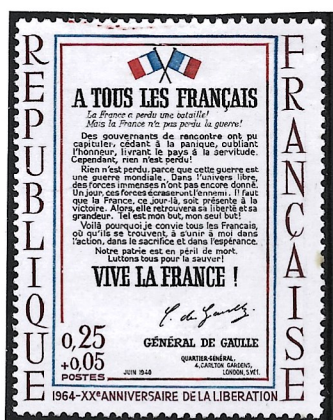 RÉPUBLIQUE
FRANÇAISE
A TOUS LES FRANÇAIS
La France a perdu une bataille!
Mais la France n'a pas perdu la guerre!
Des gouvernants de rencontre ont pu
capituler, cédant à la panique, oubliant
l'honneur, livrant le pays à la servitude.
Cependant, rien n'est perdu!
Rien n'est perdu, parce que cette guerre est
une guerre mondiale. Dans l'univers libre,
des forces immenses n'ont pas encore donné.
Un jour, ces forces écraseront l'ennemi. Il faut
que la France, ce jour-là, soit présente à la
victoire. Alors, elle retrouvera sa liberté et sa
grandeur. Tel est mon but, mon seul but!
Voilà pourquoi je convie tous les Français,
où qu'ils se trouvent, à s'unir à moi dans
l'action, dans le sacrifice et dans l'espérance.
Notre patrie est en péril de mort.
Luttons tous pour la sauver!
VIVE LA FRANCE !
C. de Gaulle
GÉNÉRAL DE GAULLE
0,25
+0,05
POSTES
JUIN 1940
QUARTIER-GÉNÉRAL,
4, CARLTON GARDENS,
LONDON, S.W.1.
1964-XXe ANNIVERSAIRE DE LA LIBERATION